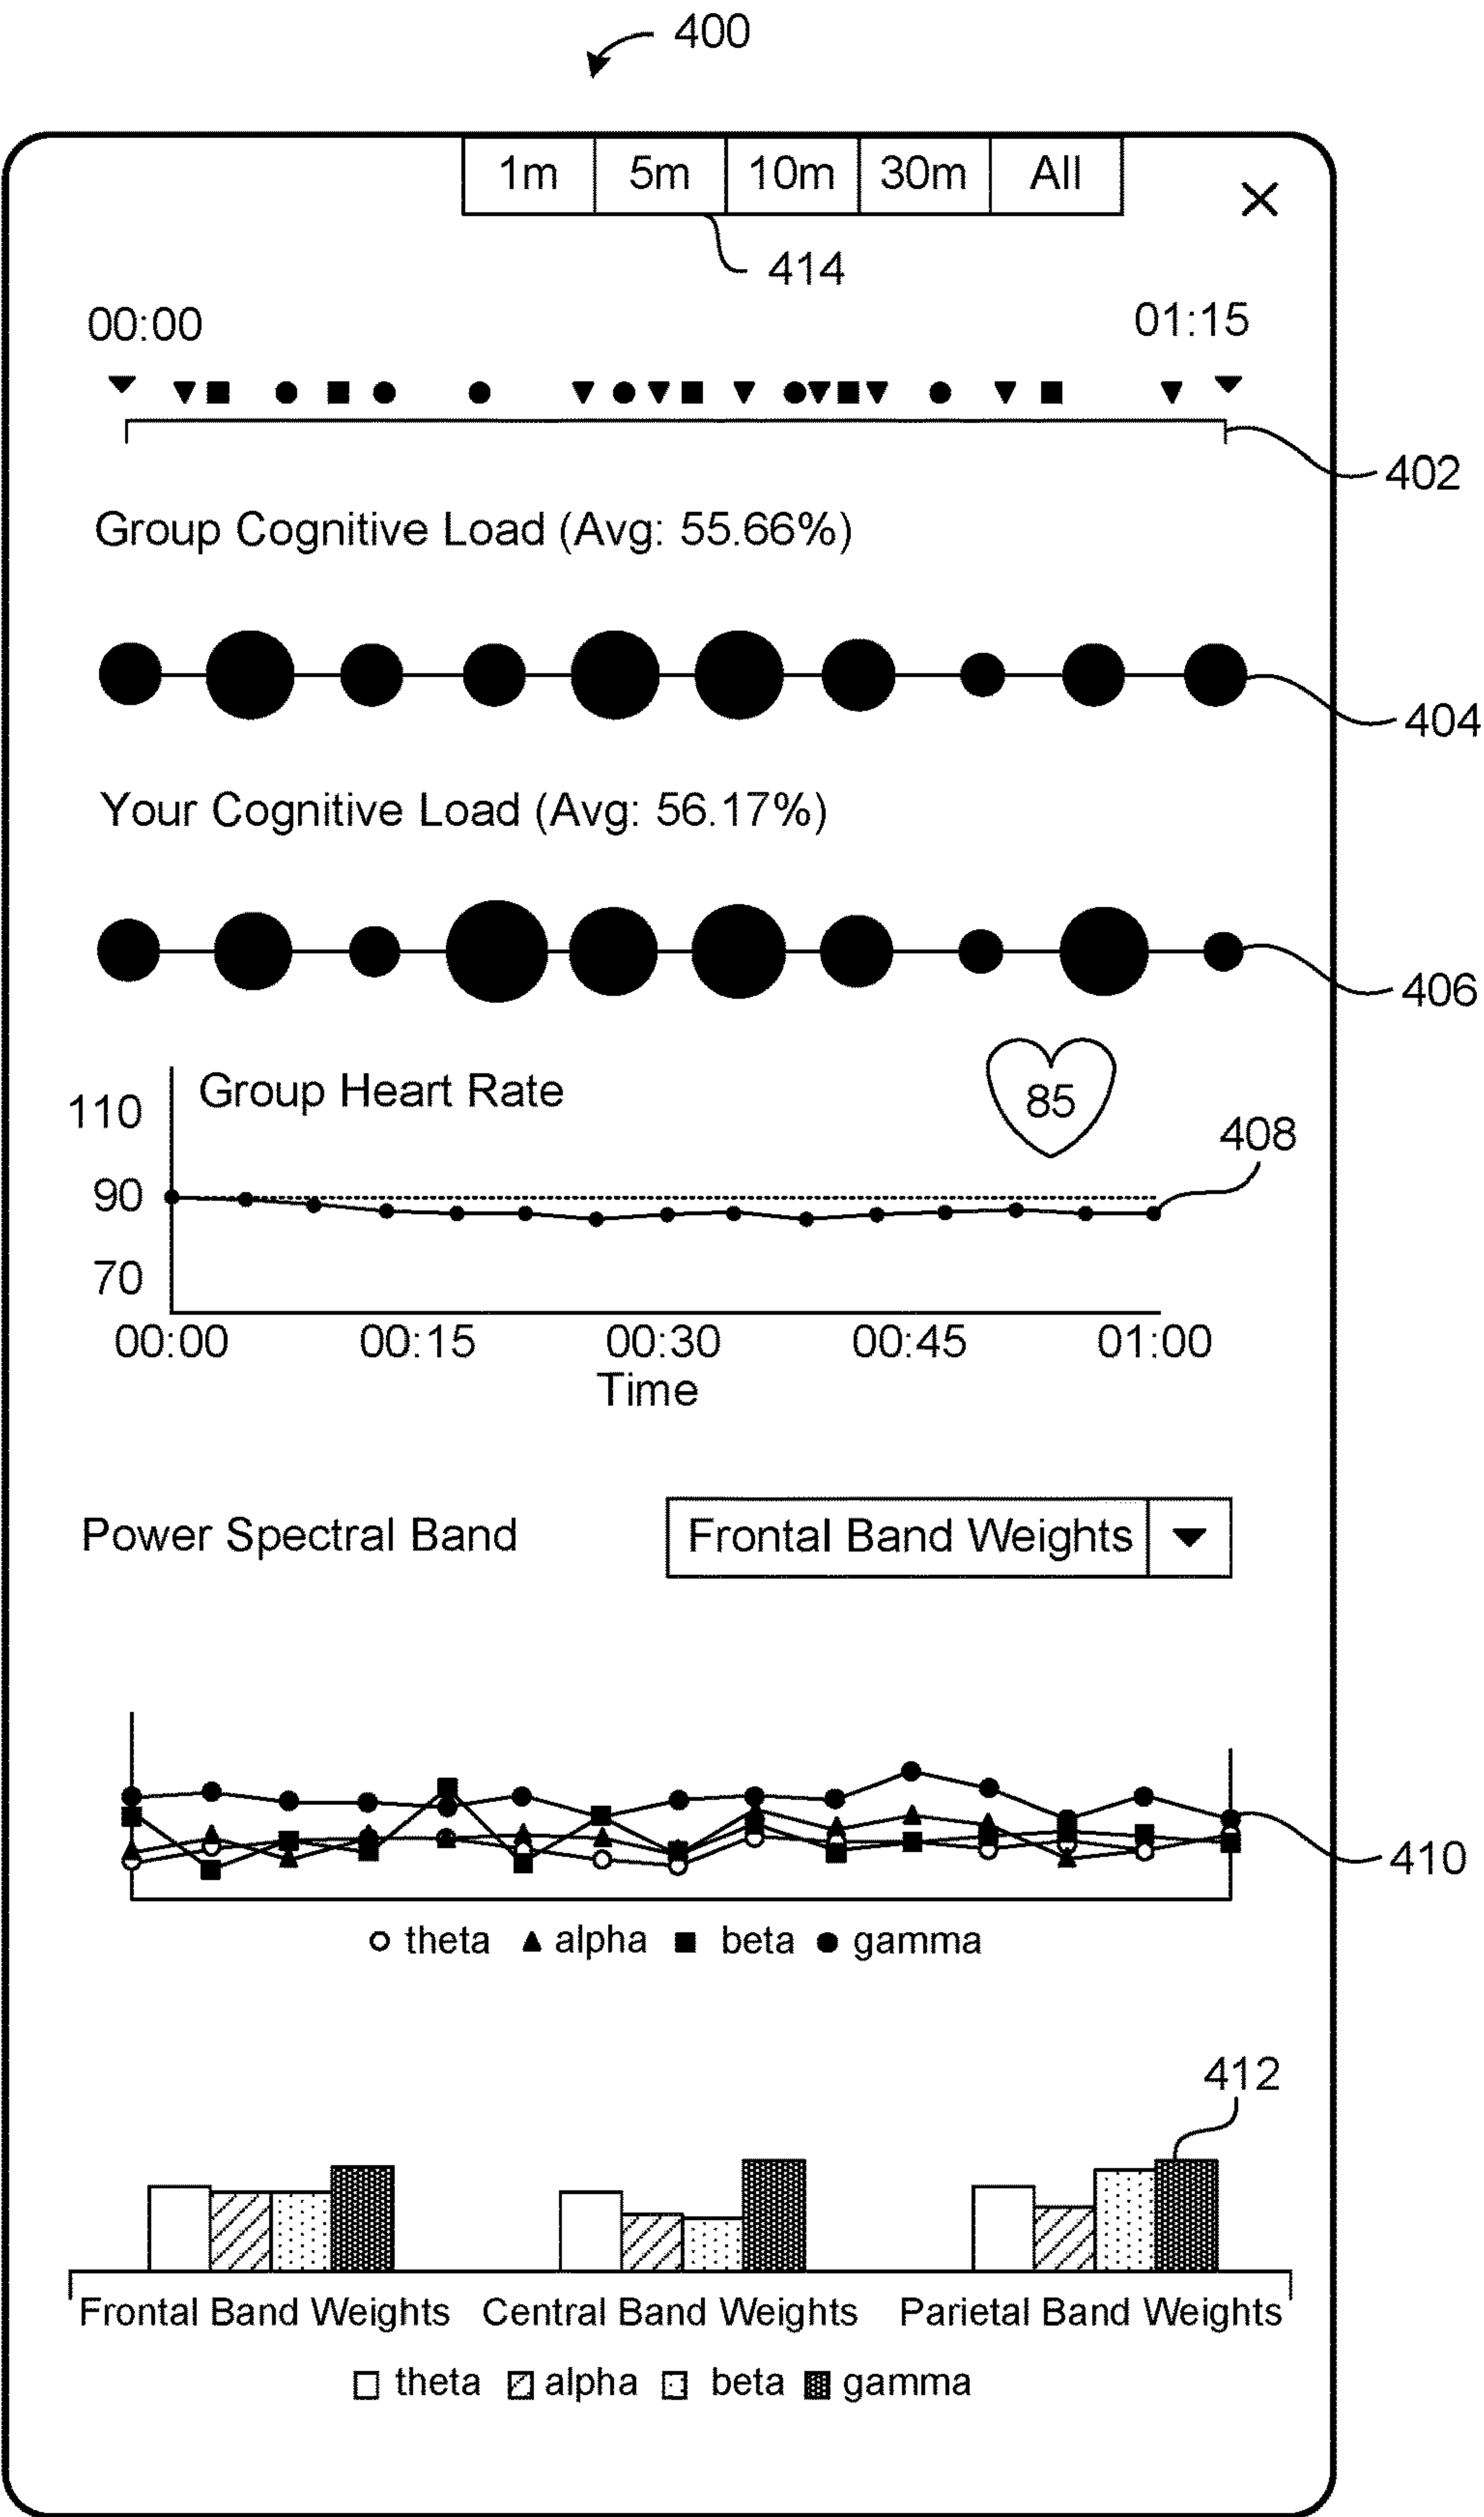 400
1m 5m 10m 30m All
414
00:00 01:15
402
Group Cognitive Load (Avg: 55.66%)
404
Your Cognitive Load (Avg: 56.17%)
406
Group Heart Rate
85
110
408
90
70
00:00 00:15 00:30 00:45 01:00
Time
Power Spectral Band Frontal Band Weights
410
theta alpha beta gamma
412
Frontal Band Weights Central Band Weights Parietal Band Weights
theta alpha beta gamma